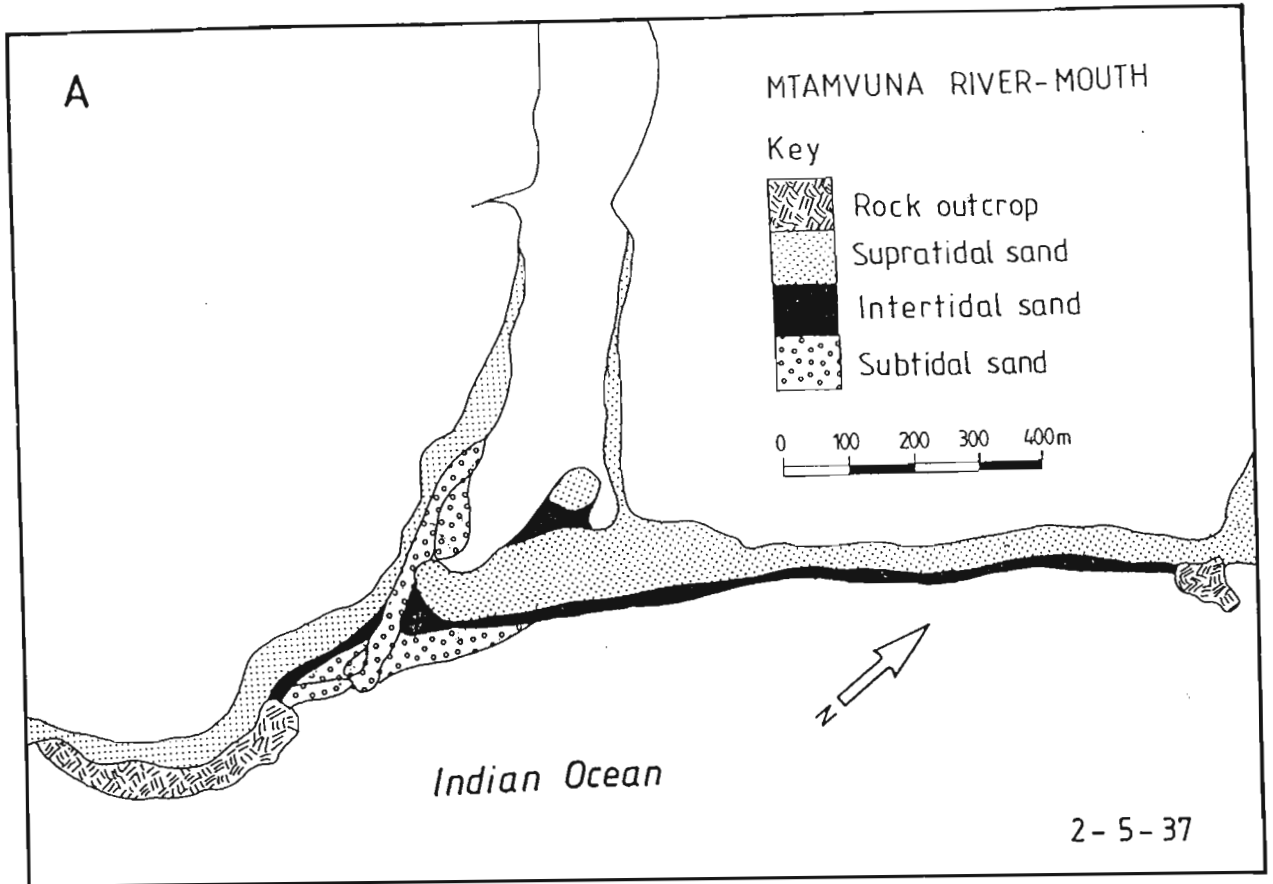 A
MTAMVUNA RIVER-MOUTH
Key
Rock outcrop
Supratidal sand
Intertidal sand
Subtidal sand
0 100 200 300 400m
N
Indian Ocean
2-5-37